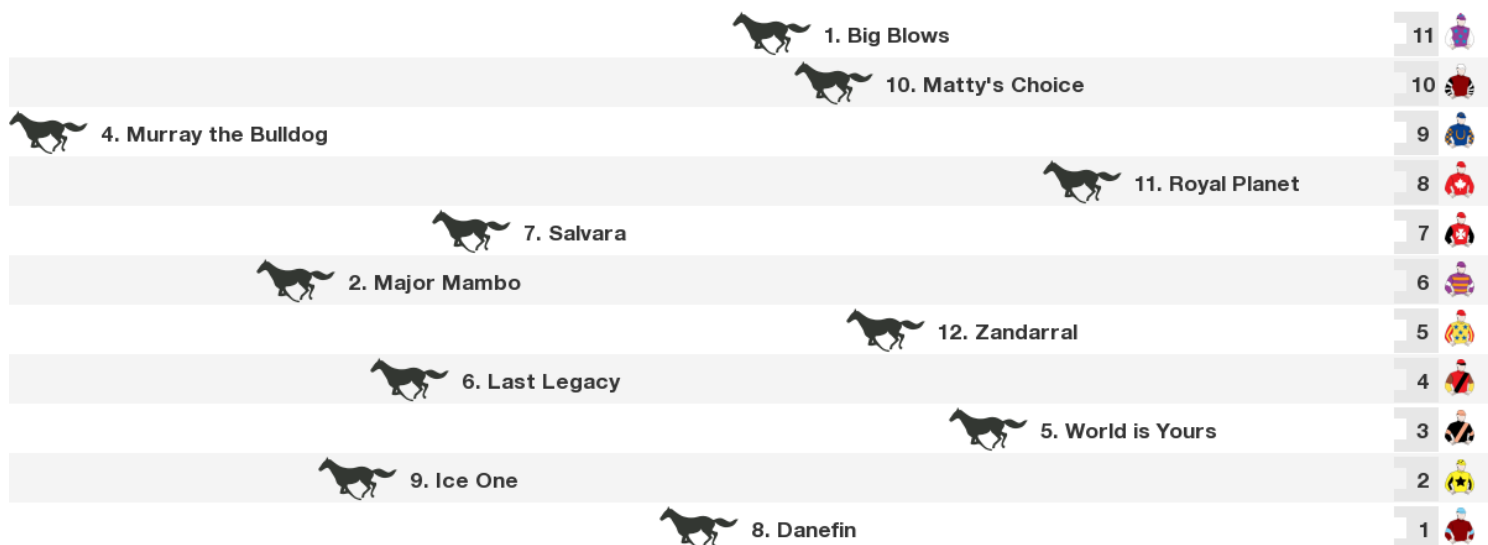 1. Big Blows 11
10. Matty's Choice 10
4. Murray the Bulldog 9
11. Royal Planet 8
7. Salvara 7
2. Major Mambo 6
12. Zandarral 5
6. Last Legacy 4
5. World is Yours 3
9. Ice One 2
8. Danefin 1